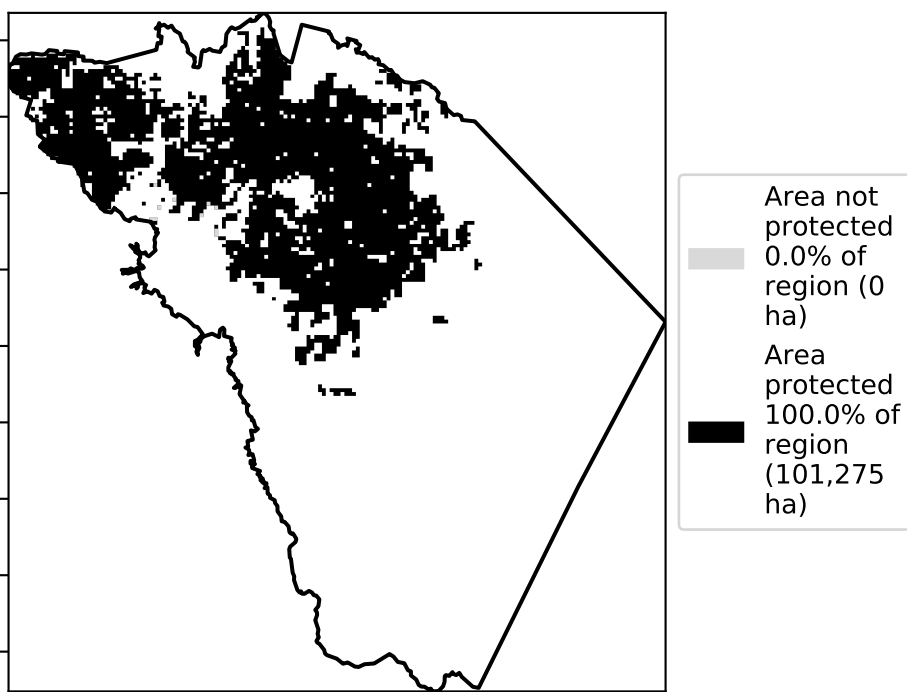 Area not
protected
0.0% of
region (0
ha)
Area
protected
100.0% of
region
(101,275
ha)